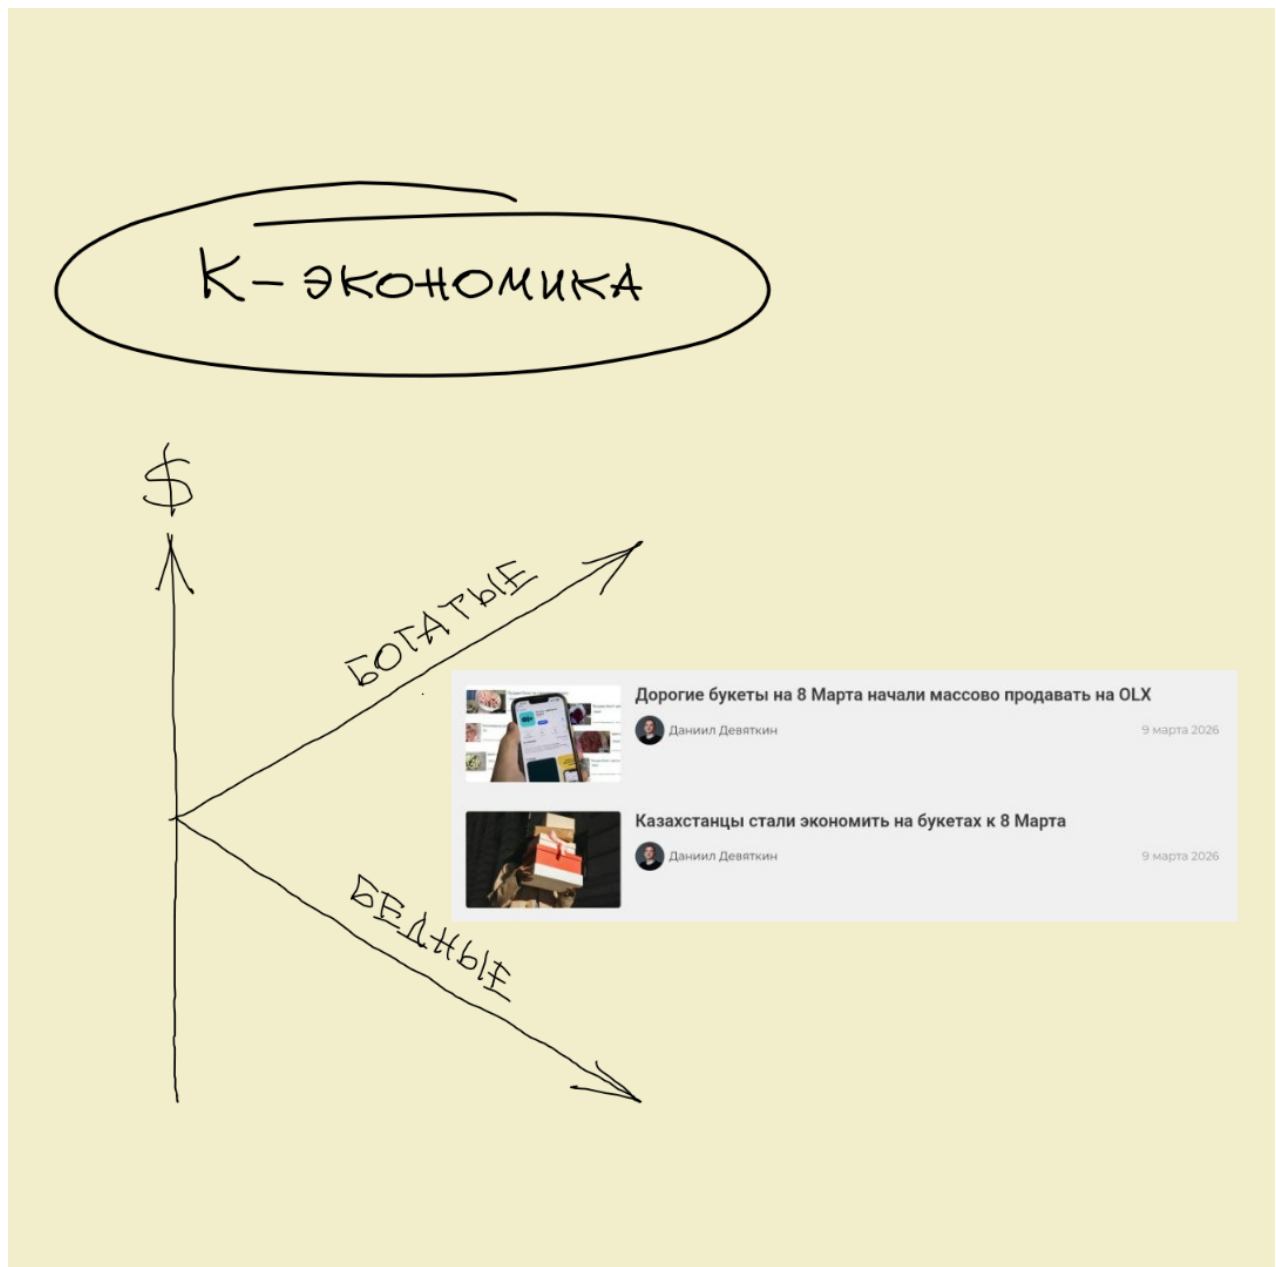 К - ЭКОНОМИКА
$
БОГАТЫЕ
Дорогие букеты на 8 Марта начали массово продавать на OLX
Даниил Девяткин
9 марта 2026
Казахстанцы стали экономить на букетах к 8 Марта
Даниил Девяткин
9 марта 2026
БЕДНЫЕ